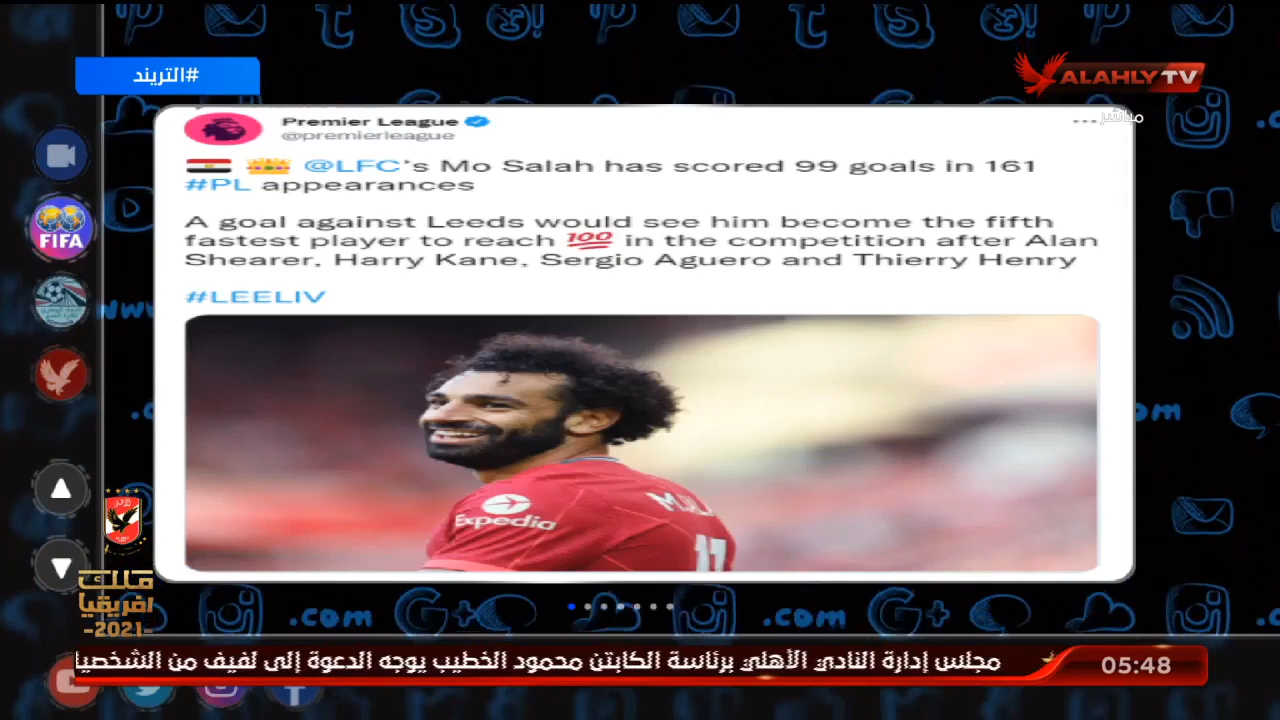 #التريند
ALAHLY TV
مباشر
Premier League
@premierleague
@LFC's Mo Salah has scored 99 goals in 161
#PL appearances
A goal against Leeds would see him become the fifth
fastest player to reach 💯 in the competition after Alan
Shearer, Harry Kane, Sergio Aguero and Thierry Henry
#LEELIV
FIFA
Expedia
11
ملك
افريقيا
-2021-
.com
.com
مجلس إدارة النادي الأهلي برئاسة الكابتن محمود الخطيب يوجه الدعوة إلى لفيف من الشخصيا
05:48